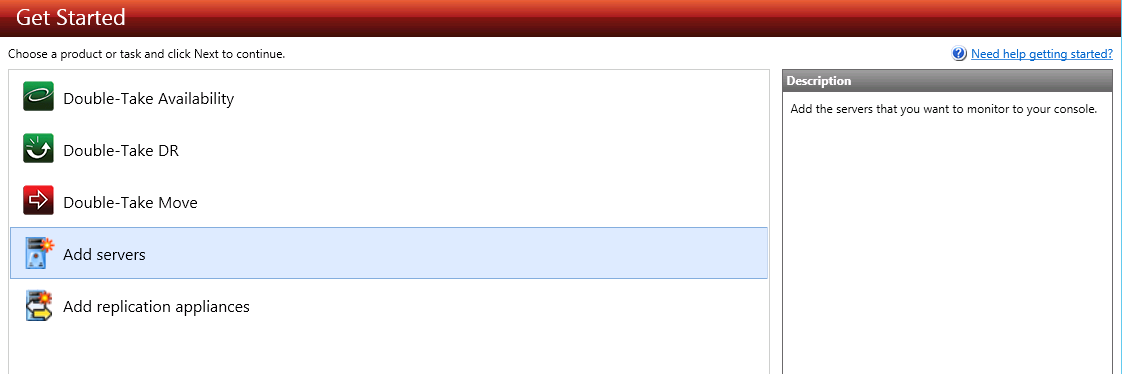 Get Started
Choose a product or task and click Next to continue.
Need help getting started?
Double-Take Availability
Double-Take DR
Double-Take Move
Add servers
Add replication appliances
Description
Add the servers that you want to monitor to your console.